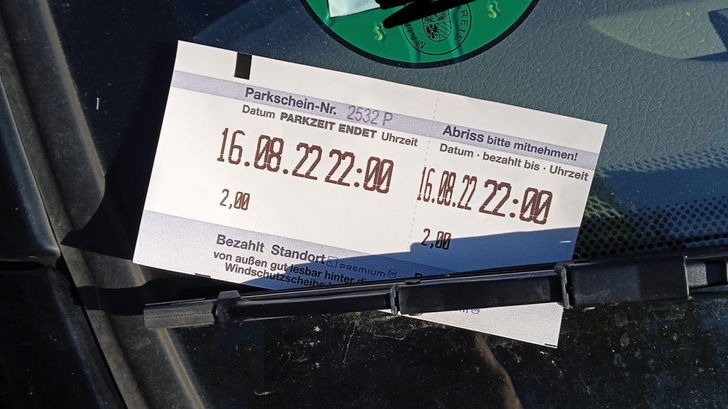 Parkschein-Nr. 2532 P
Datum PARKZEIT ENDET Uhrzeit
16.08.22 22:00
2,00
Bezahlt Standort
PREMIUM
von außen gut lesbar hinter
Windschutzscheibe
Abriss bitte mitnehmen!
Datum · bezahlt bis · Uhrzeit
16.08.22 22:00
2,00